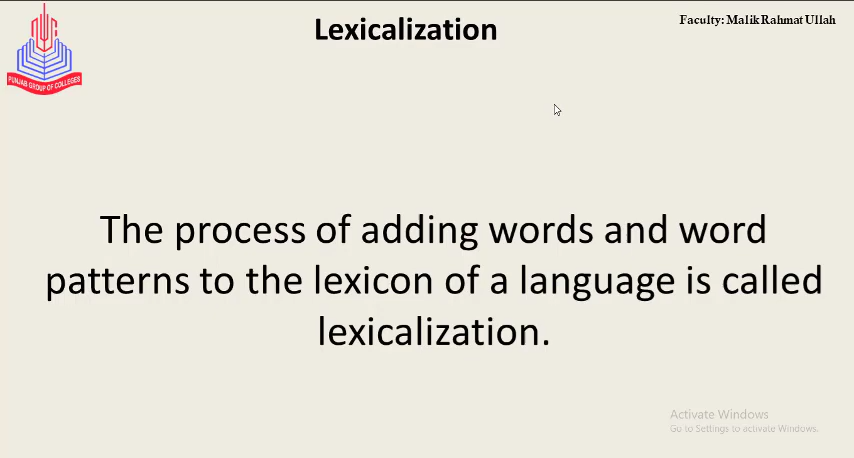 Lexicalization
Faculty: Malik Rahmat Ullah
PUNJAB GROUP OF COLLEGES
The process of adding words and word
patterns to the lexicon of a language is called
lexicalization.
Activate Windows
Go to Settings to activate Windows.